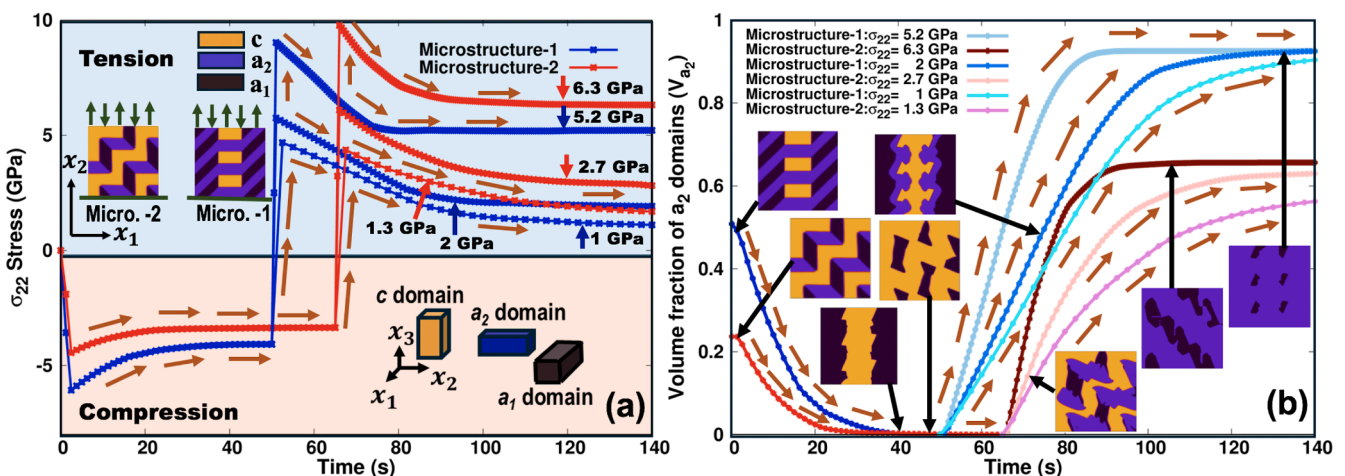 Tension
c
a2
a1
Microstructure-1
Microstructure-2
6.3 GPa
5.2 GPa
2.7 GPa
1.3 GPa
2 GPa
1 GPa
x2
x1
Micro. -2
Micro. -1
σ22 Stress (GPa)
10
5
0
-5
c domain
a2 domain
x3
x2
x1
a1 domain
Compression
(a)
0 20 40 60 80 100 120 140
Time (s)
Microstructure-1:σ22= 5.2 GPa
Microstructure-2:σ22= 6.3 GPa
Microstructure-1:σ22= 2 GPa
Microstructure-2:σ22= 2.7 GPa
Microstructure-1:σ22= 1 GPa
Microstructure-2:σ22= 1.3 GPa
Volume fraction of a2 domains (Va2)
1
0.8
0.6
0.4
0.2
0
(b)
0 20 40 60 80 100 120 140
Time (s)